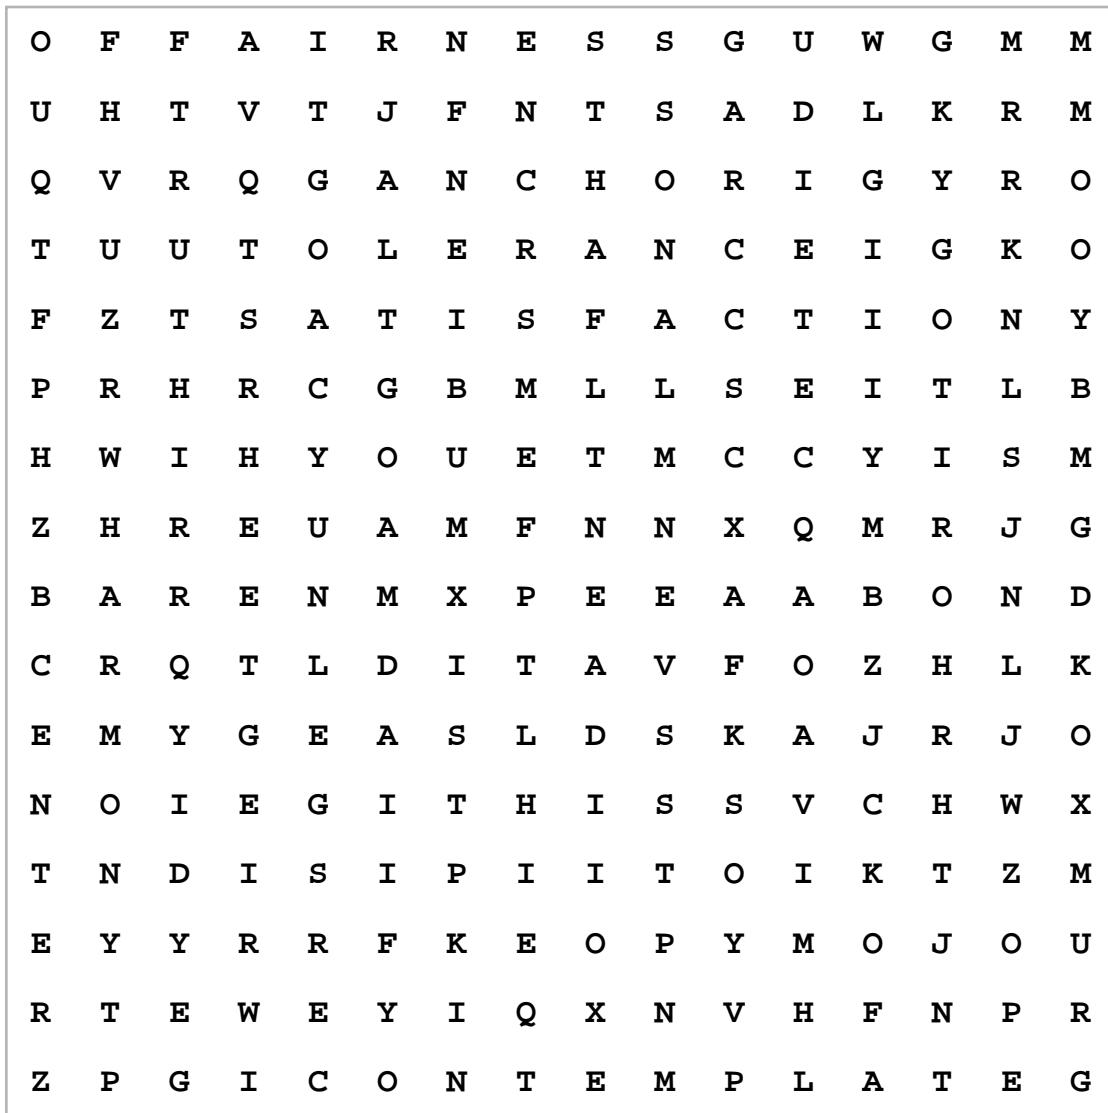 O F F A I R N E S S G U W G M M
U H T V T J F N T S A D L K R M
Q V R Q G A N C H O R I G Y R O
T U U T O L E R A N C E I G K O
F Z T S A T I S F A C T I O N Y
P R H R C G B M L L S E I T L B
H W I H Y O U E T M C C Y I S M
Z H R E U A M F N N X Q M R J G
B A R E N M X P E E A A B O N D
C R Q T L D I T A V F O Z H L K
E M Y G E A S L D S K A J R J O
N O I E G I T H I S S V C H W X
T N D I S I P I I T O I K T Z M
E Y Y R R F K E O P Y M O J O U
R T E W E Y I Q X N V H F N P R
Z P G I C O N T E M P L A T E G